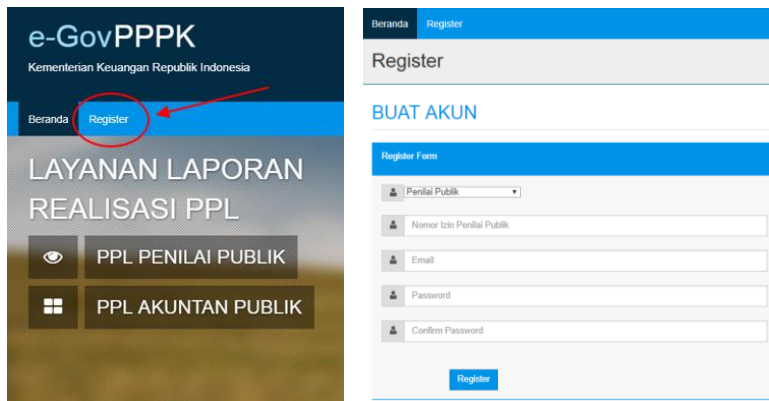 e-GovPPPK
Kementerian Keuangan Republik Indonesia
Beranda Register
LAYANAN LAPORAN
REALISASI PPL
PPL PENILAI PUBLIK
PPL AKUNTAN PUBLIK
Beranda Register
Register
BUAT AKUN
Register Form
Penilai Publik
Nomor Izin Penilai Publik
Email
Password
Confirm Password
Register